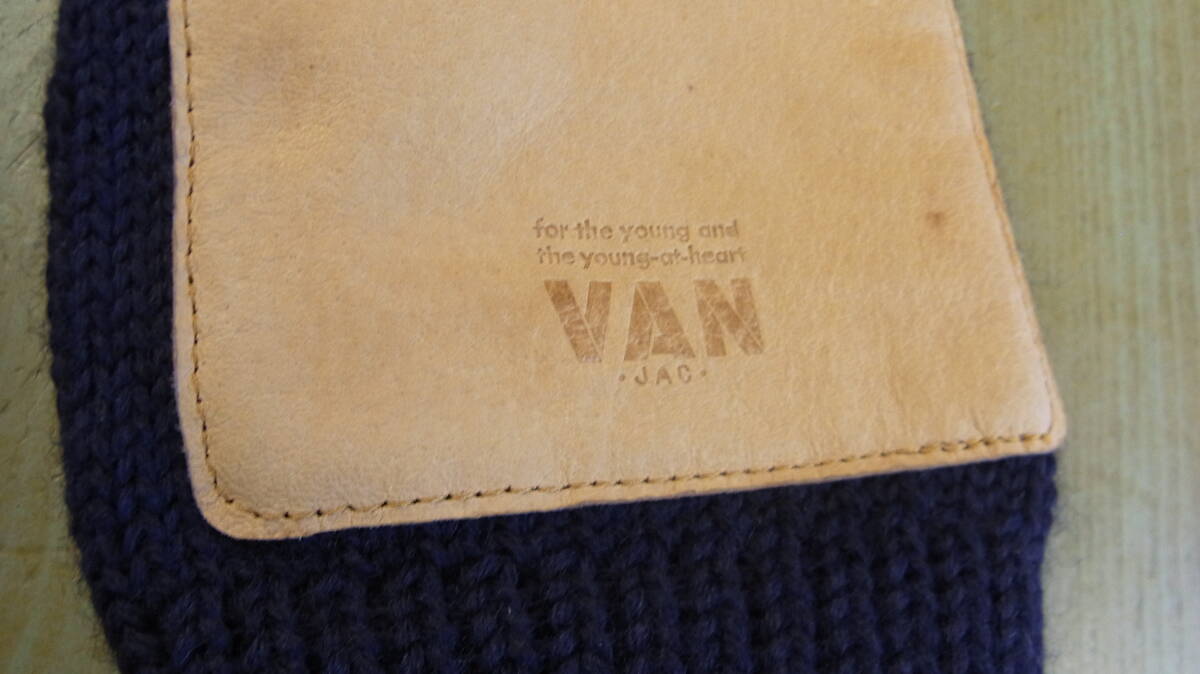 for the young and
the young-at-heart
VAN
·JAC·